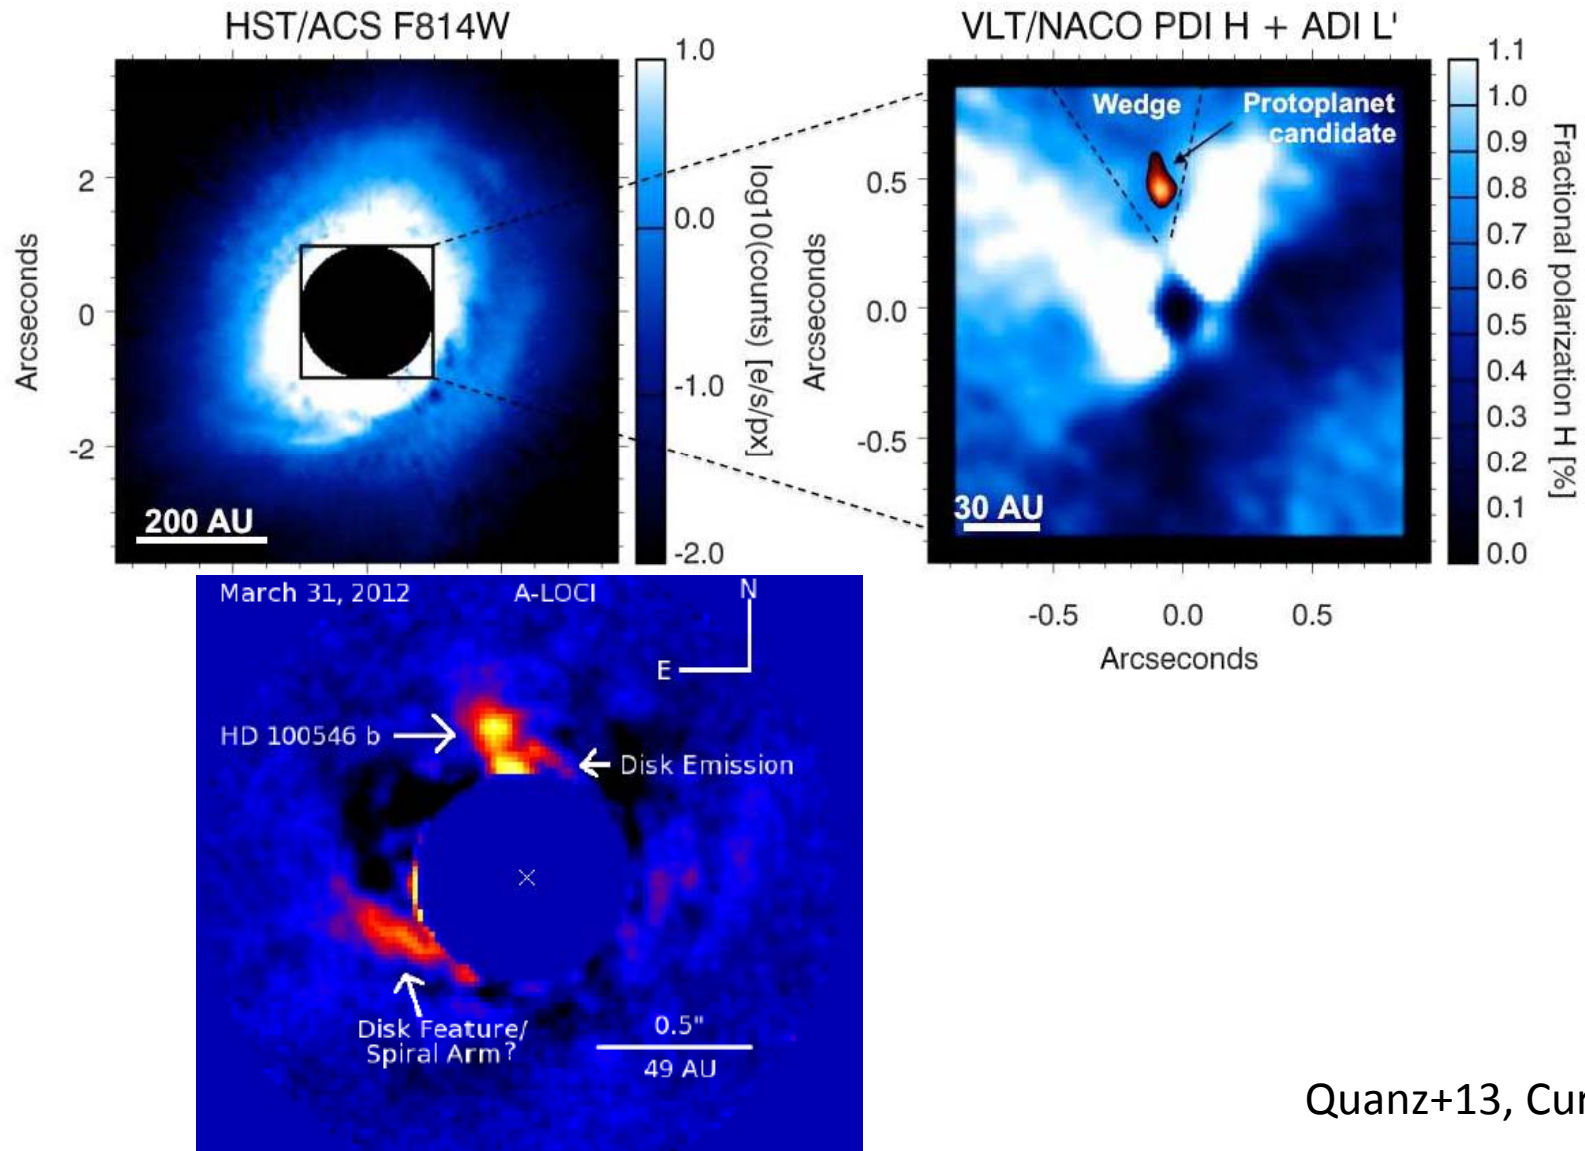 HST/ACS F814W
1.0
0.0
-1.0
-2.0
log10(counts) [e/s/px]
2
0
-2
Arcseconds
200 AU
VLT/NACO PDI H + ADI L'
Wedge
Protoplanet
candidate
0.5
0.0
-0.5
Arcseconds
30 AU
1.1
1.0
0.9
0.8
0.7
0.6
0.5
0.4
0.3
0.2
0.1
0.0
Fractional polarization H [%]
-0.5
0.0
0.5
Arcseconds
March 31, 2012
A-LOCI
N
E
HD 100546 b
Disk Emission
Disk Feature/
Spiral Arm?
0.5"
49 AU
Quanz+13,